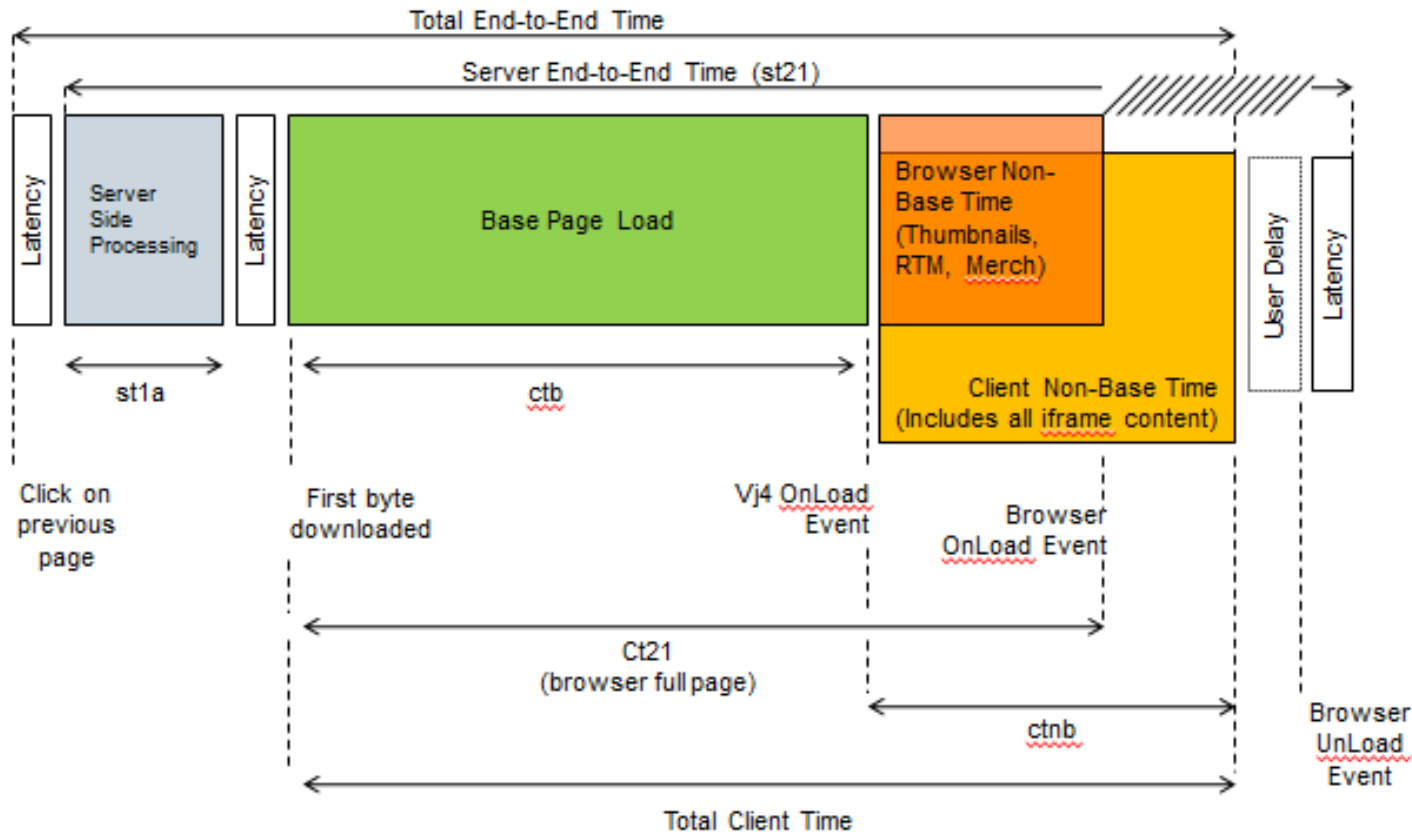 Total End-to-End Time
Server End-to-End Time (st21)
Latency
Server
Side
Processing
Latency
Base Page Load
Browser Non-
Base Time
(Thumbnails,
RTM, Merch)
Client Non-Base Time
(Includes all iframe content)
User Delay
Latency
st1a
ctb
Click on
previous
page
First byte
downloaded
Vj4 OnLoad
Event
Browser
OnLoad Event
Ct21
(browser full page)
ctnb
Browser
UnLoad
Event
Total Client Time